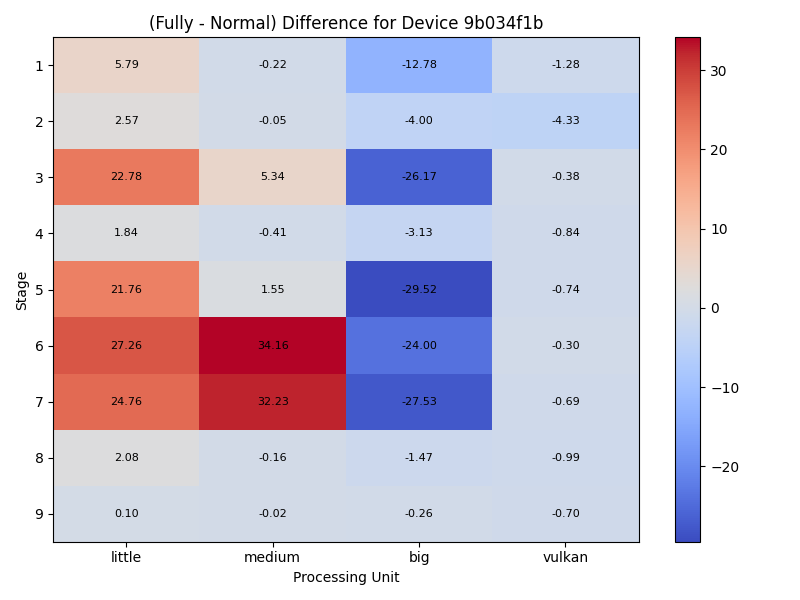 (Fully - Normal) Difference for Device 9b034f1b
Stage
1 5.79 -0.22 -12.78 -1.28
2 2.57 -0.05 -4.00 -4.33
3 22.78 5.34 -26.17 -0.38
4 1.84 -0.41 -3.13 -0.84
5 21.76 1.55 -29.52 -0.74
6 27.26 34.16 -24.00 -0.30
7 24.76 32.23 -27.53 -0.69
8 2.08 -0.16 -1.47 -0.99
9 0.10 -0.02 -0.26 -0.70
little medium big vulkan
Processing Unit
30
20
10
0
−10
−20